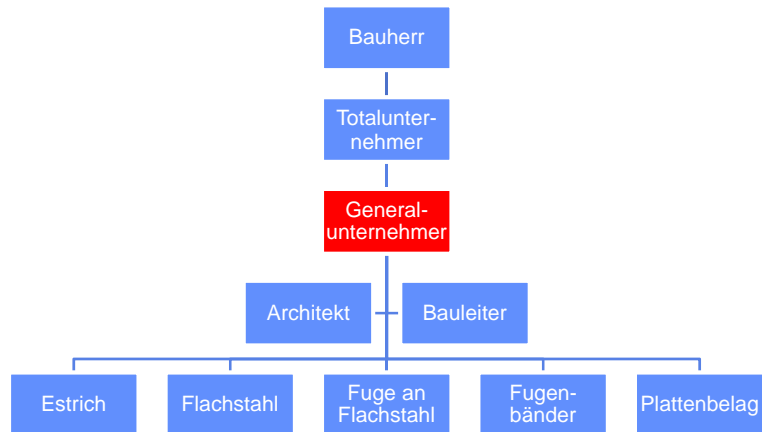 Bauherr
Totalunter-
nehmer
General-
unternehmer
Architekt
Bauleiter
Estrich
Flachstahl
Fuge an
Flachstahl
Fugen-
bänder
Plattenbelag